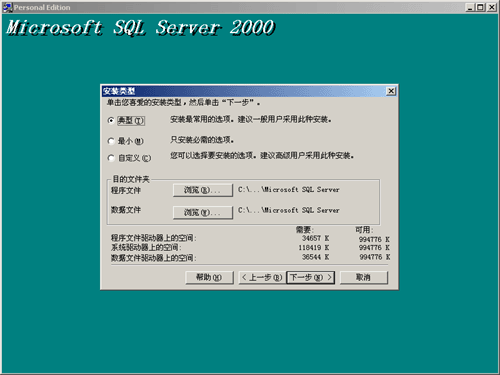 Personal Edition
Microsoft SQL Server 2000
安装类型
单击您喜爱的安装类型，然后单击“下一步”。
典型(T) 安装最常用的选项。建议一般用户采用此种安装。
最小(M) 只安装必需的选项。
自定义(C) 您可以选择要安装的选项。建议高级用户采用此种安装。
目的文件夹
程序文件 浏览(R)... C:\...\Microsoft SQL Server
数据文件 浏览(Y)... C:\...\Microsoft SQL Server
需要: 可用:
程序文件驱动器上的空间: 34657 K 994776 K
系统驱动器上的空间: 118419 K 994776 K
数据文件驱动器上的空间: 36544 K 994776 K
帮助(H) < 上一步(B) 下一步(N) > 取消